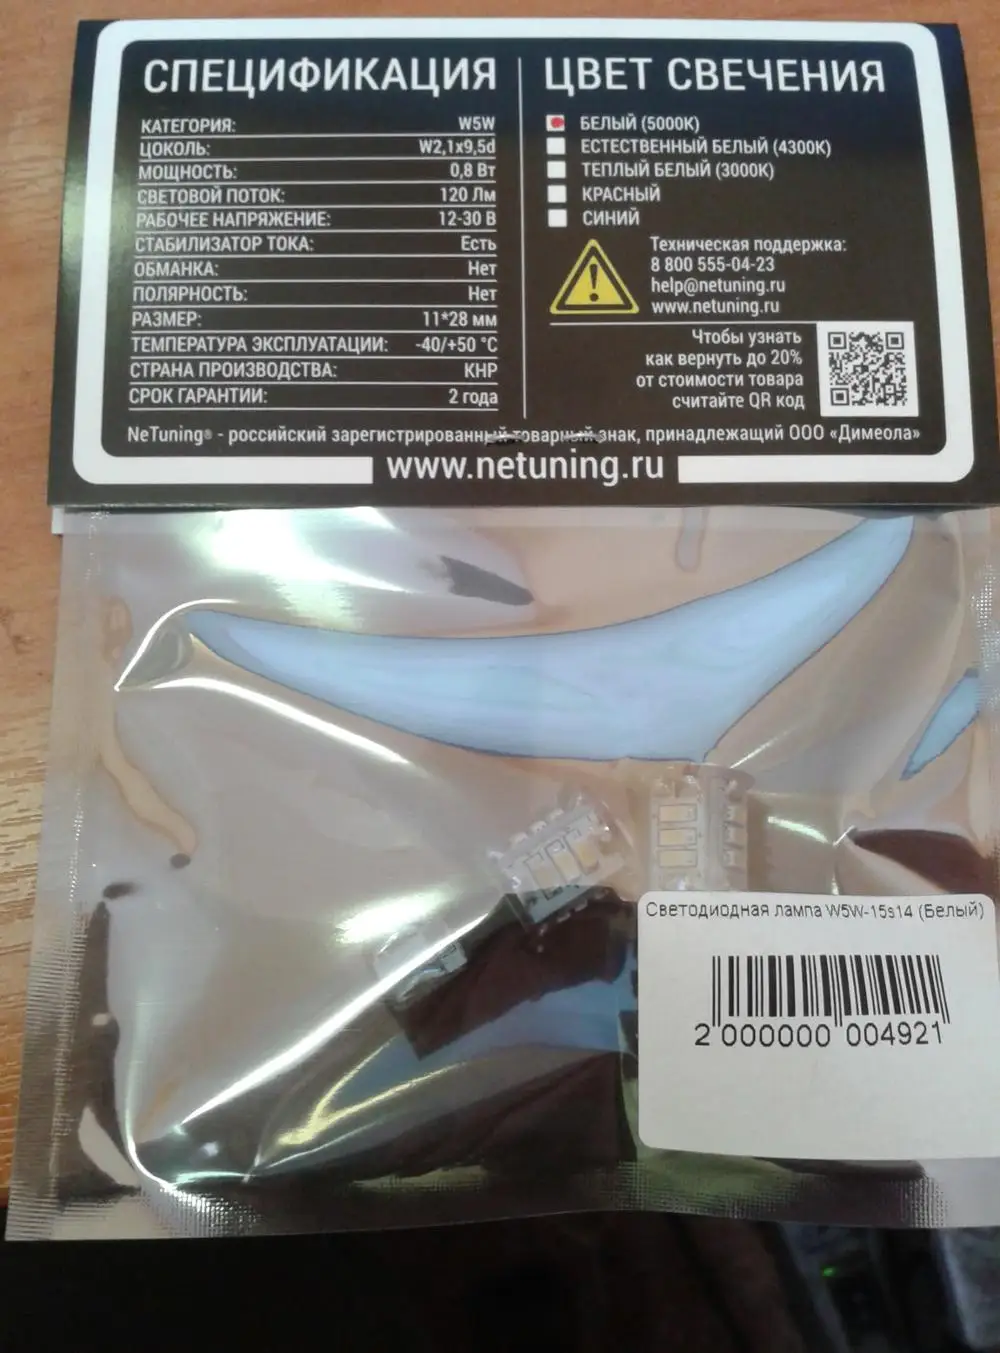 СПЕЦИФИКАЦИЯ
КАТЕГОРИЯ: W5W
ЦОКОЛЬ: W2,1x9,5d
МОЩНОСТЬ: 0,8 Вт
СВЕТОВОЙ ПОТОК: 120 Лм
РАБОЧЕЕ НАПРЯЖЕНИЕ: 12-30 В
СТАБИЛИЗАТОР ТОКА: Есть
ОБМАНКА: Нет
ПОЛЯРНОСТЬ: Нет
РАЗМЕР: 11*28 мм
ТЕМПЕРАТУРА ЭКСПЛУАТАЦИИ: -40/+50 °C
СТРАНА ПРОИЗВОДСТВА: КНР
СРОК ГАРАНТИИ: 2 года
ЦВЕТ СВЕЧЕНИЯ
БЕЛЫЙ (5000К)
ЕСТЕСТВЕННЫЙ БЕЛЫЙ (4300К)
ТЕПЛЫЙ БЕЛЫЙ (3000К)
КРАСНЫЙ
СИНИЙ
Техническая поддержка:
8 800 555-04-23
help@netuning.ru
www.netuning.ru
Чтобы узнать
как вернуть до 20%
от стоимости товара
считайте QR код
NeTuning® - российский зарегистрированный товарный знак, принадлежащий ООО «Димеола»
www.netuning.ru
Светодиодная лампа W5W-15s14 (Белый)
2 000000 004921